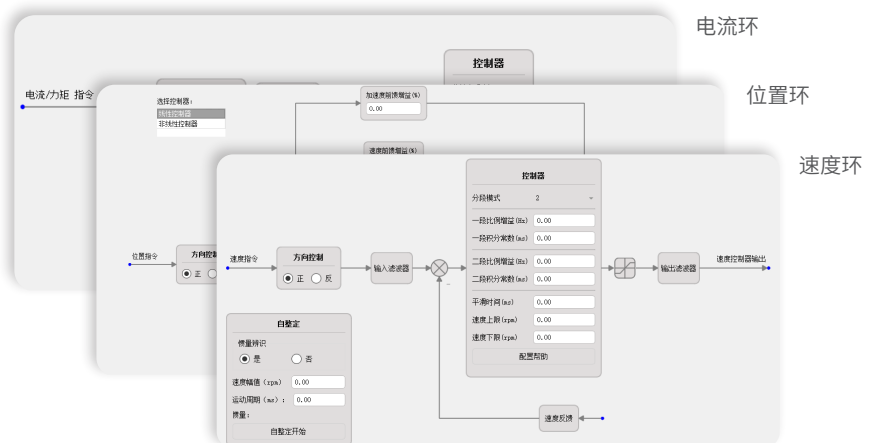 电流环
控制器
电流/力矩 指令
位置环
选择控制器:
线性控制器
非线性控制器
加速度前馈增益(%)
0.00
速度前馈增益(%)
位置指令
方向控制
正
速度环
速度指令
方向控制
正 反
输入滤波器
-
控制器
分段模式 2
一段比例增益(Hz) 0.00
一段积分常数(ms) 0.00
二段比例增益(Hz) 0.00
二段积分常数(ms) 0.00
平滑时间(ms) 0.00
速度上限(rpm) 0.00
速度下限(rpm) 0.00
配置帮助
输出滤波器
速度控制器输出
速度反馈
自整定
惯量辨识
是 否
速度幅值(rpm) 0.00
运动周期(ms): 0.00
惯量:
自整定开始